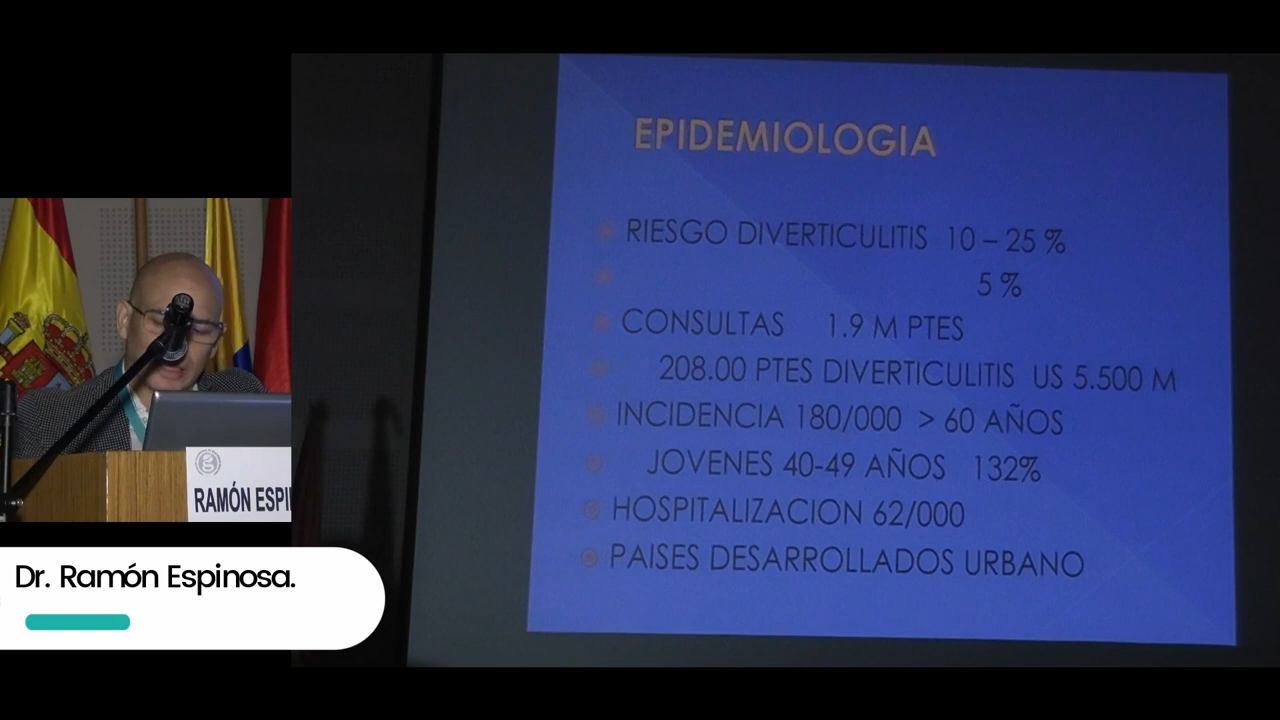 EPIDEMIOLOGIA
RIESGO DIVERTICULITIS 10 – 25 %
5 %
CONSULTAS 1.9 M PTES
208.00 PTES DIVERTICULITIS US 5.500 M
INCIDENCIA 180/000 > 60 AÑOS
JOVENES 40-49 AÑOS 132%
HOSPITALIZACION 62/000
PAISES DESARROLLADOS URBANO
RAMÓN ESPI
Dr. Ramón Espinosa.